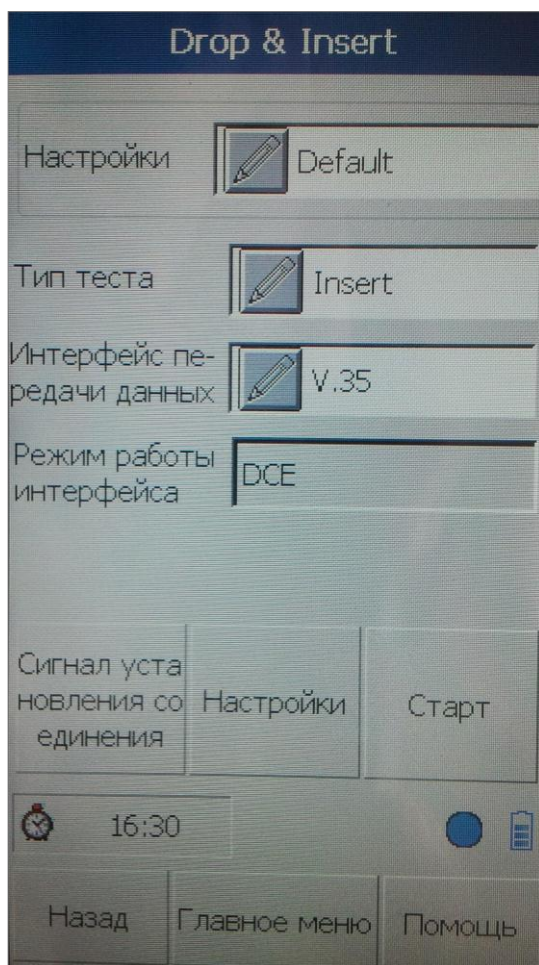 Drop & Insert
Настройки
Default
Тип теста
Insert
Интерфейс пе-
редачи данных
V.35
Режим работы
интерфейса
DCE
Сигнал уста
новления со
единения
Настройки
Старт
16:30
Назад
Главное меню
Помощь